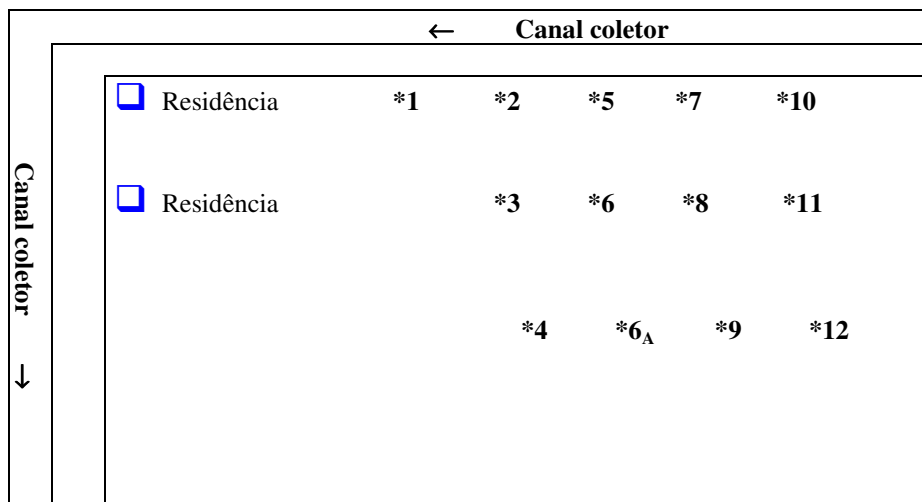 ← Canal coletor
Residência *1 *2 *5 *7 *10
Residência *3 *6 *8 *11
*4 *6A *9 *12
Canal coletor →